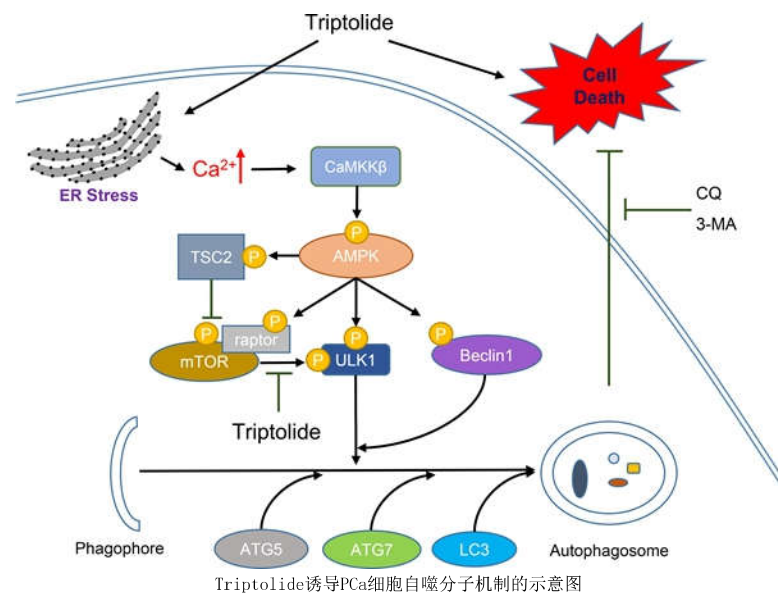 Triptolide
Cell
Death
Ca²⁺
CaMKKβ
ER Stress
CQ
3-MA
P
AMPK
TSC2
P
P
P
P
raptor
P
P
mTOR
ULK1
Beclin1
Triptolide
Phagophore
ATG5
ATG7
LC3
Autophagosome
Triptolide诱导PCa细胞自噬分子机制的示意图